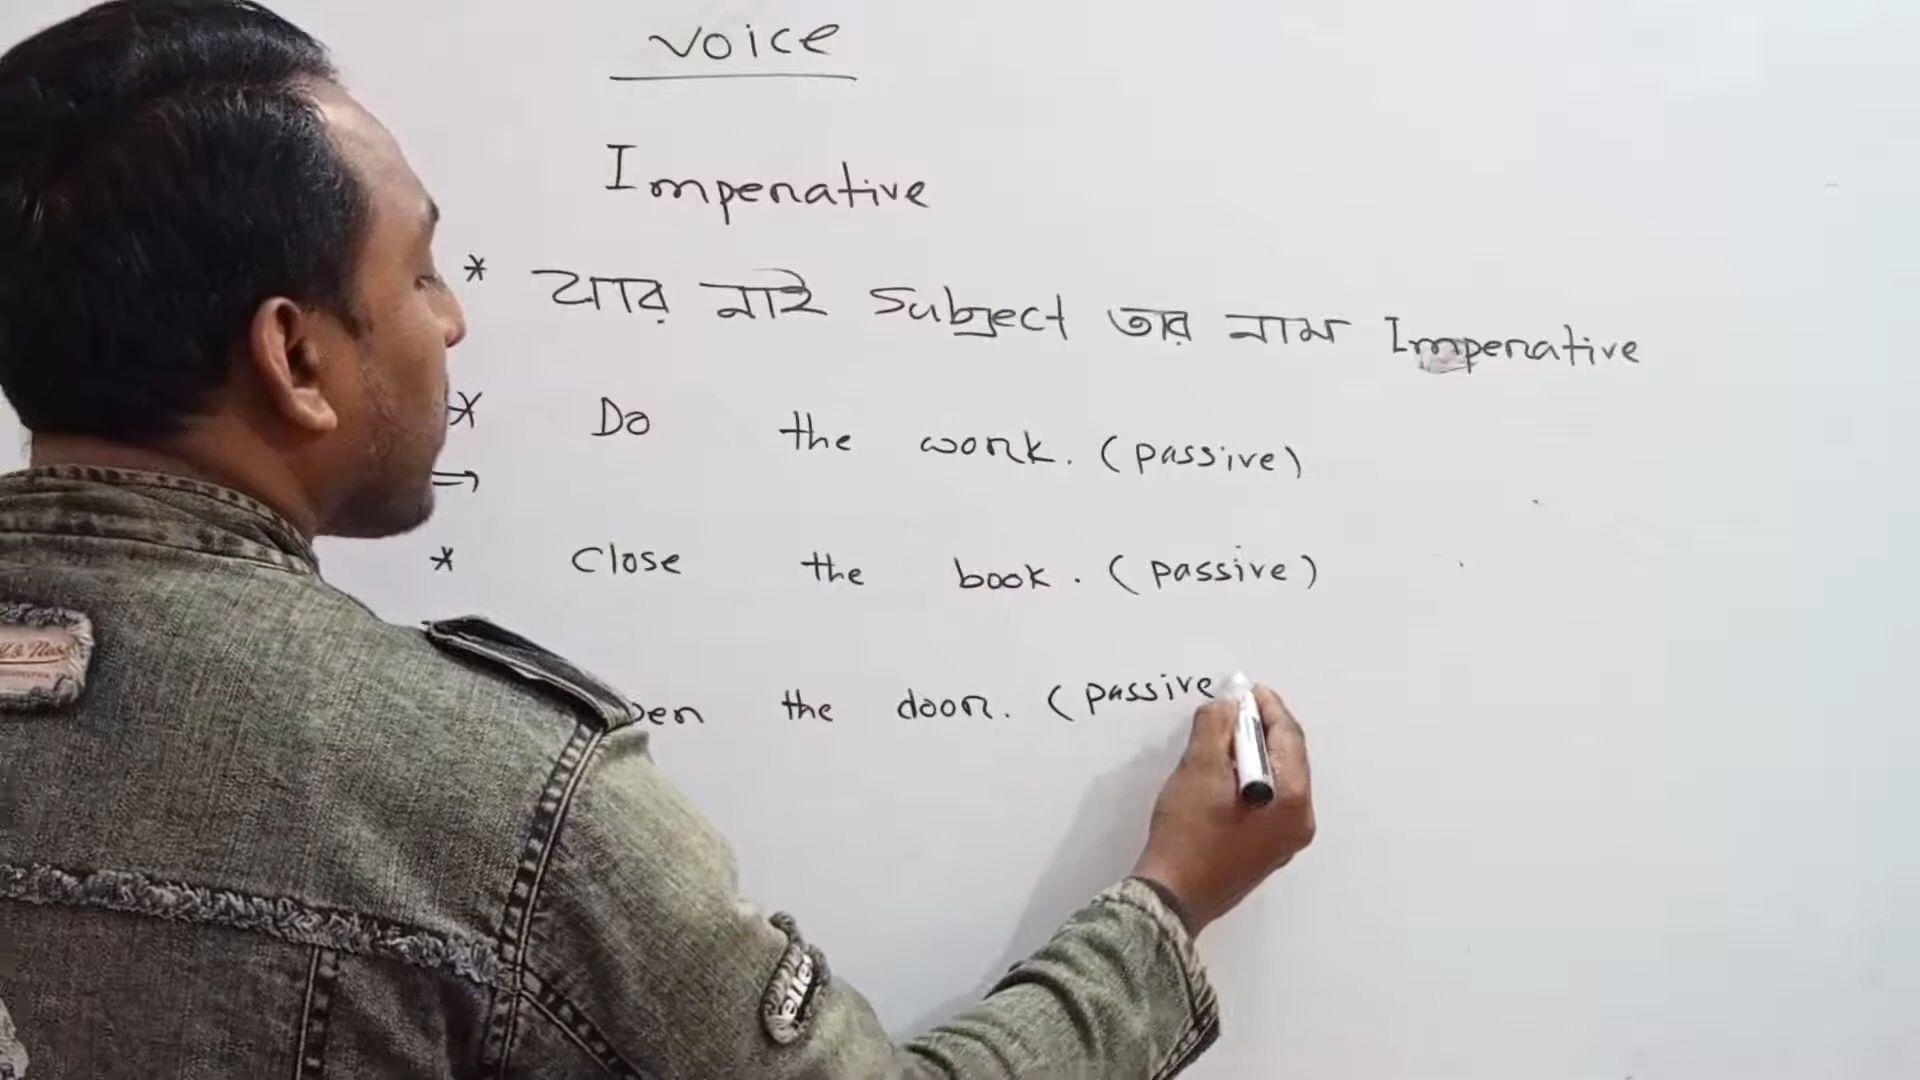 voice
Imperative
* যার নাই Subject তার নাম Imperative
* Do the work. (passive)
⇒
* Close the book. (passive)
pen the door. (passive